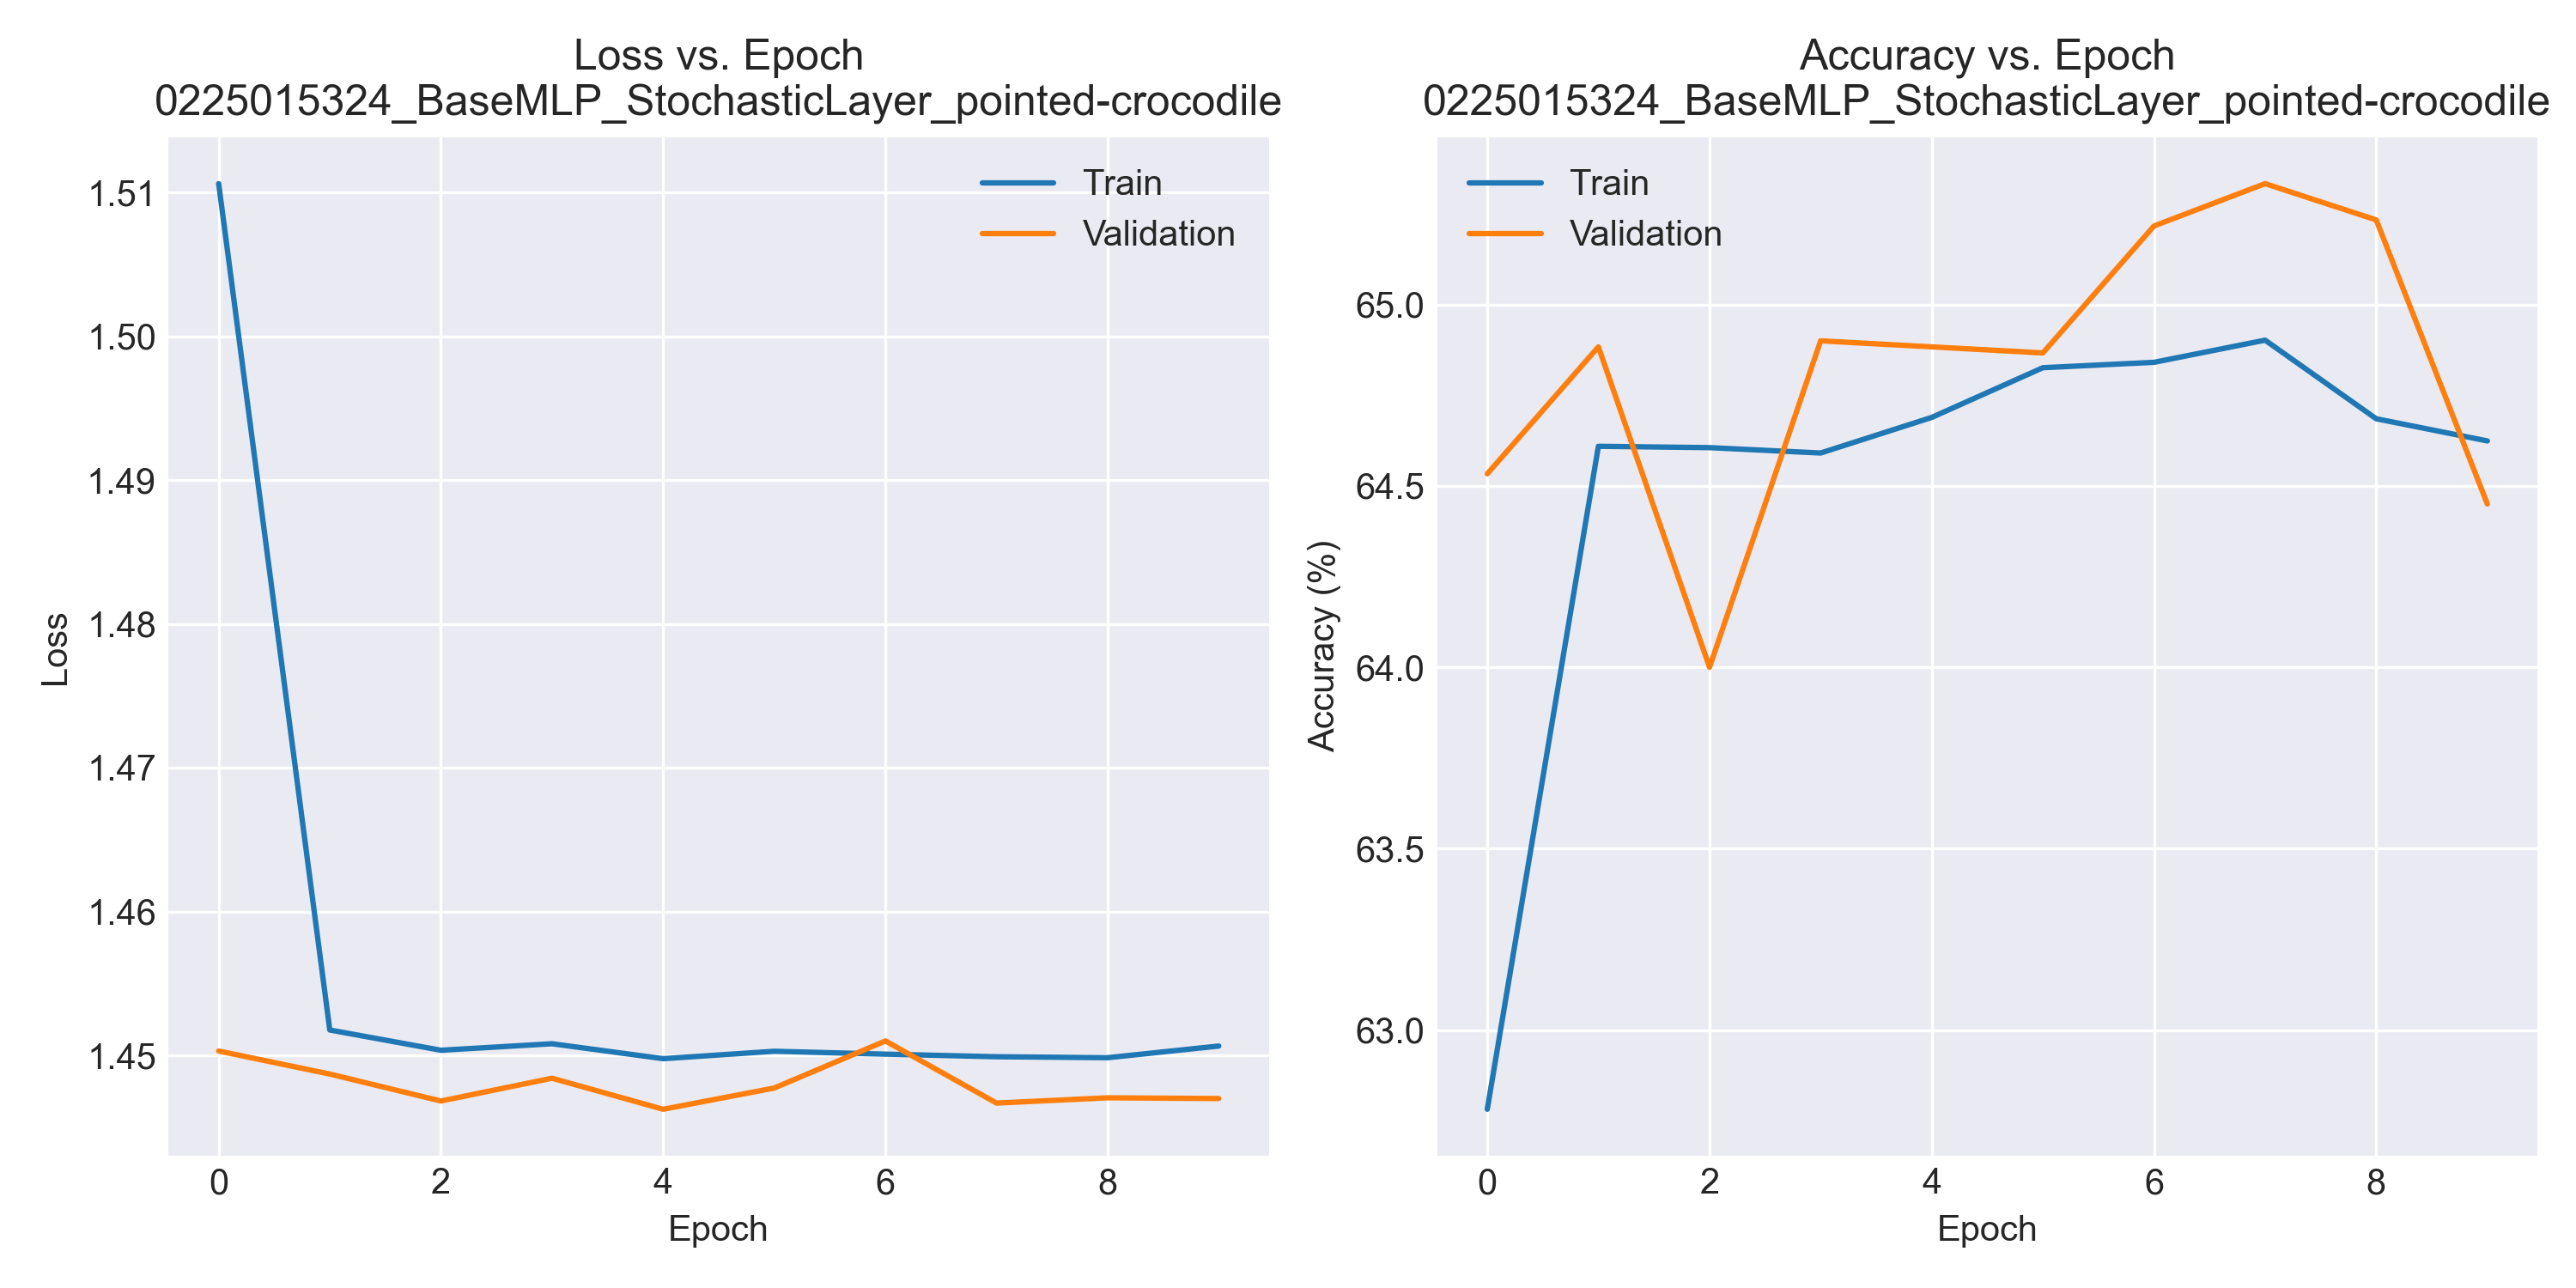 Loss vs. Epoch
0225015324_BaseMLP_StochasticLayer_pointed-crocodile
Train
Validation
1.51
1.50
1.49
1.48
1.47
1.46
1.45
Loss
0
2
4
6
8
Epoch
Accuracy vs. Epoch
0225015324_BaseMLP_StochasticLayer_pointed-crocodile
Train
Validation
65.0
64.5
64.0
63.5
63.0
Accuracy (%)
0
2
4
6
8
Epoch